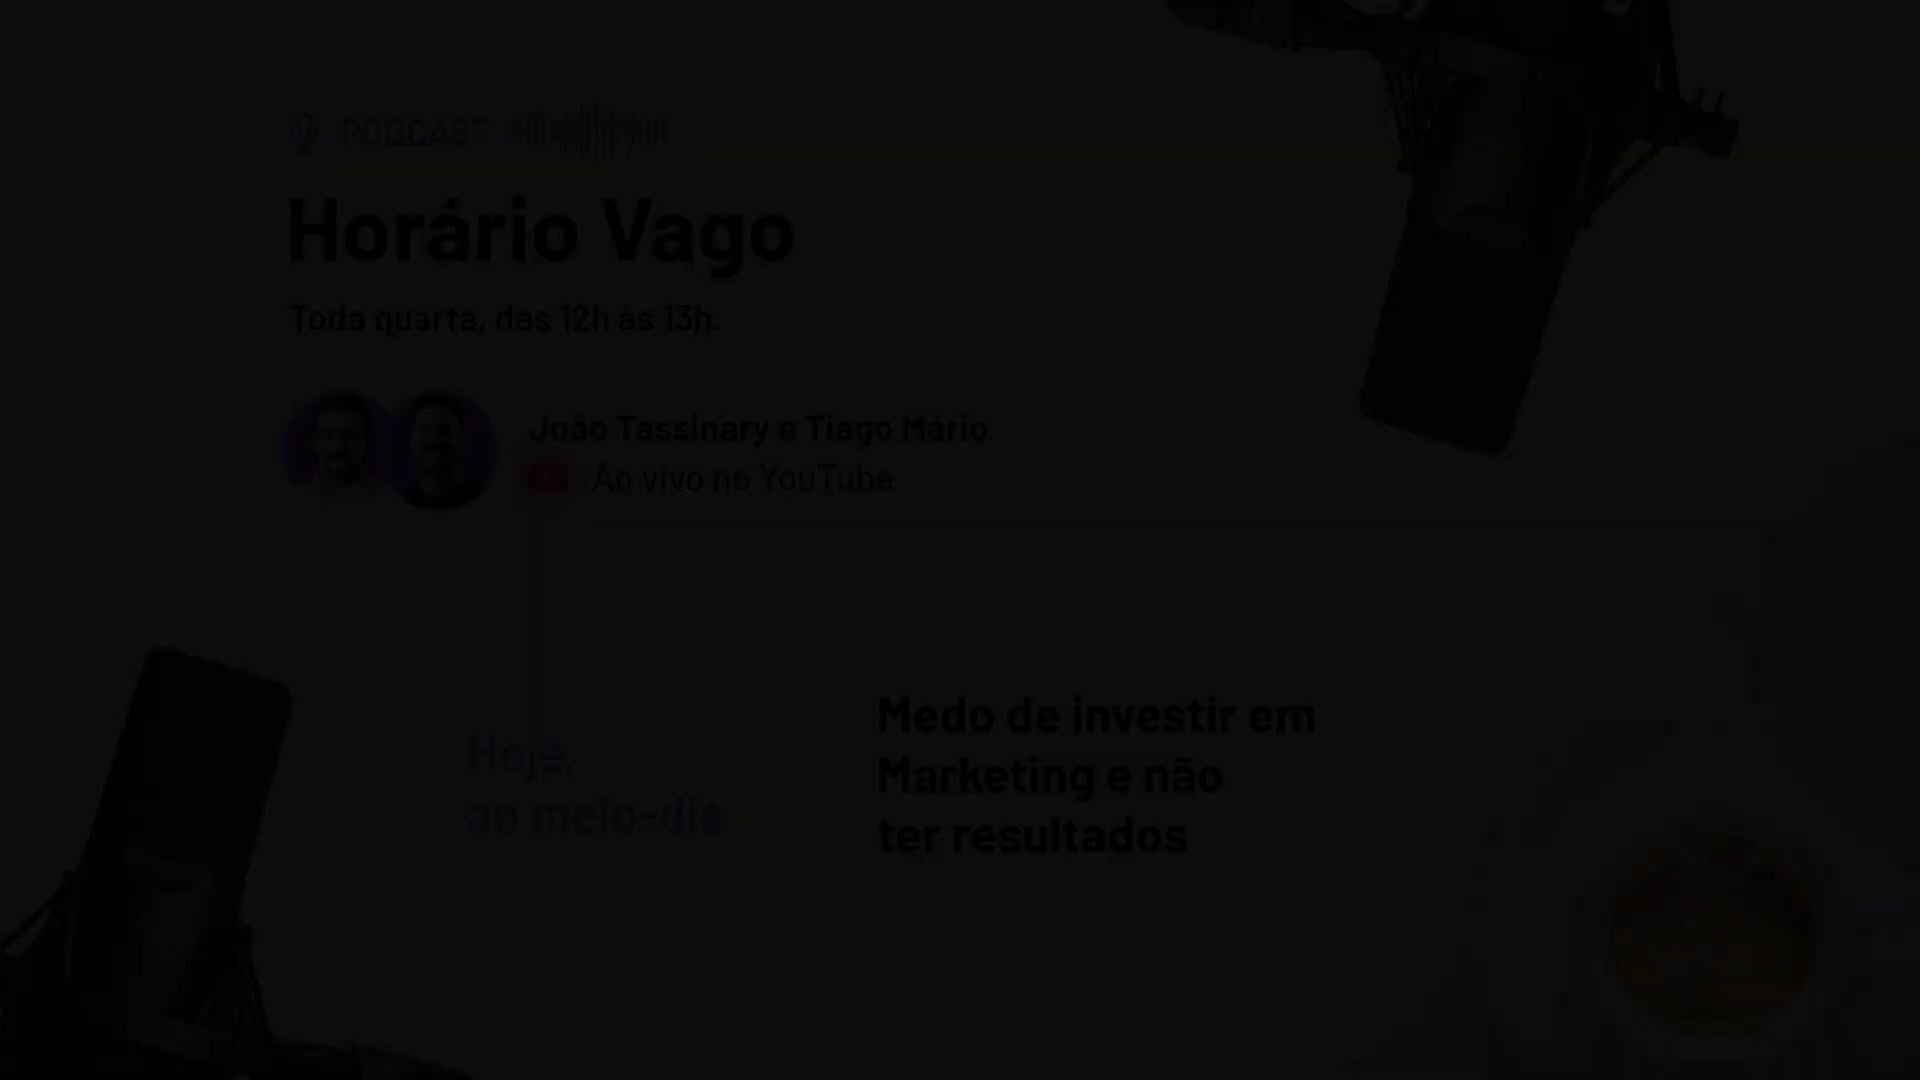 PODCAST
Horário Vago
Toda quarta, das 12h às 13h.
João Tassinary e Tiago Mário
Ao vivo no YouTube
Hoje,
ao meio-dia
Medo de investir em
Marketing e não
ter resultados